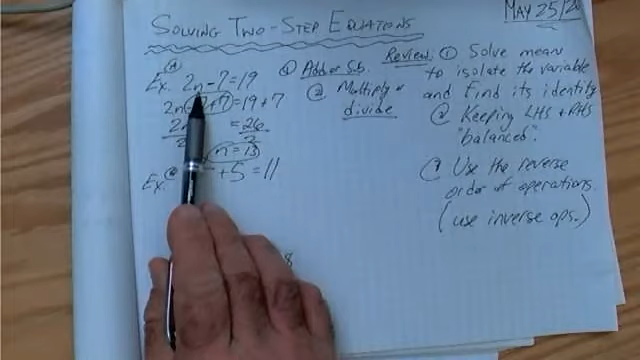 MAY 25/2
SOLVING TWO-STEP EQUATIONS
Ex. Ⓐ 2n - 7 = 19
2n - 7 + 7 = 19 + 7
= 26
2
n = 13
Ex. + 5 = 11
① Add or Sub.
② Multiply or
divide
Review: ① Solve means
to isolate the variable
and find its identity
② Keeping LHS + RHS
"balanced".
Use the reverse
order of operations.
(use inverse ops.)
8